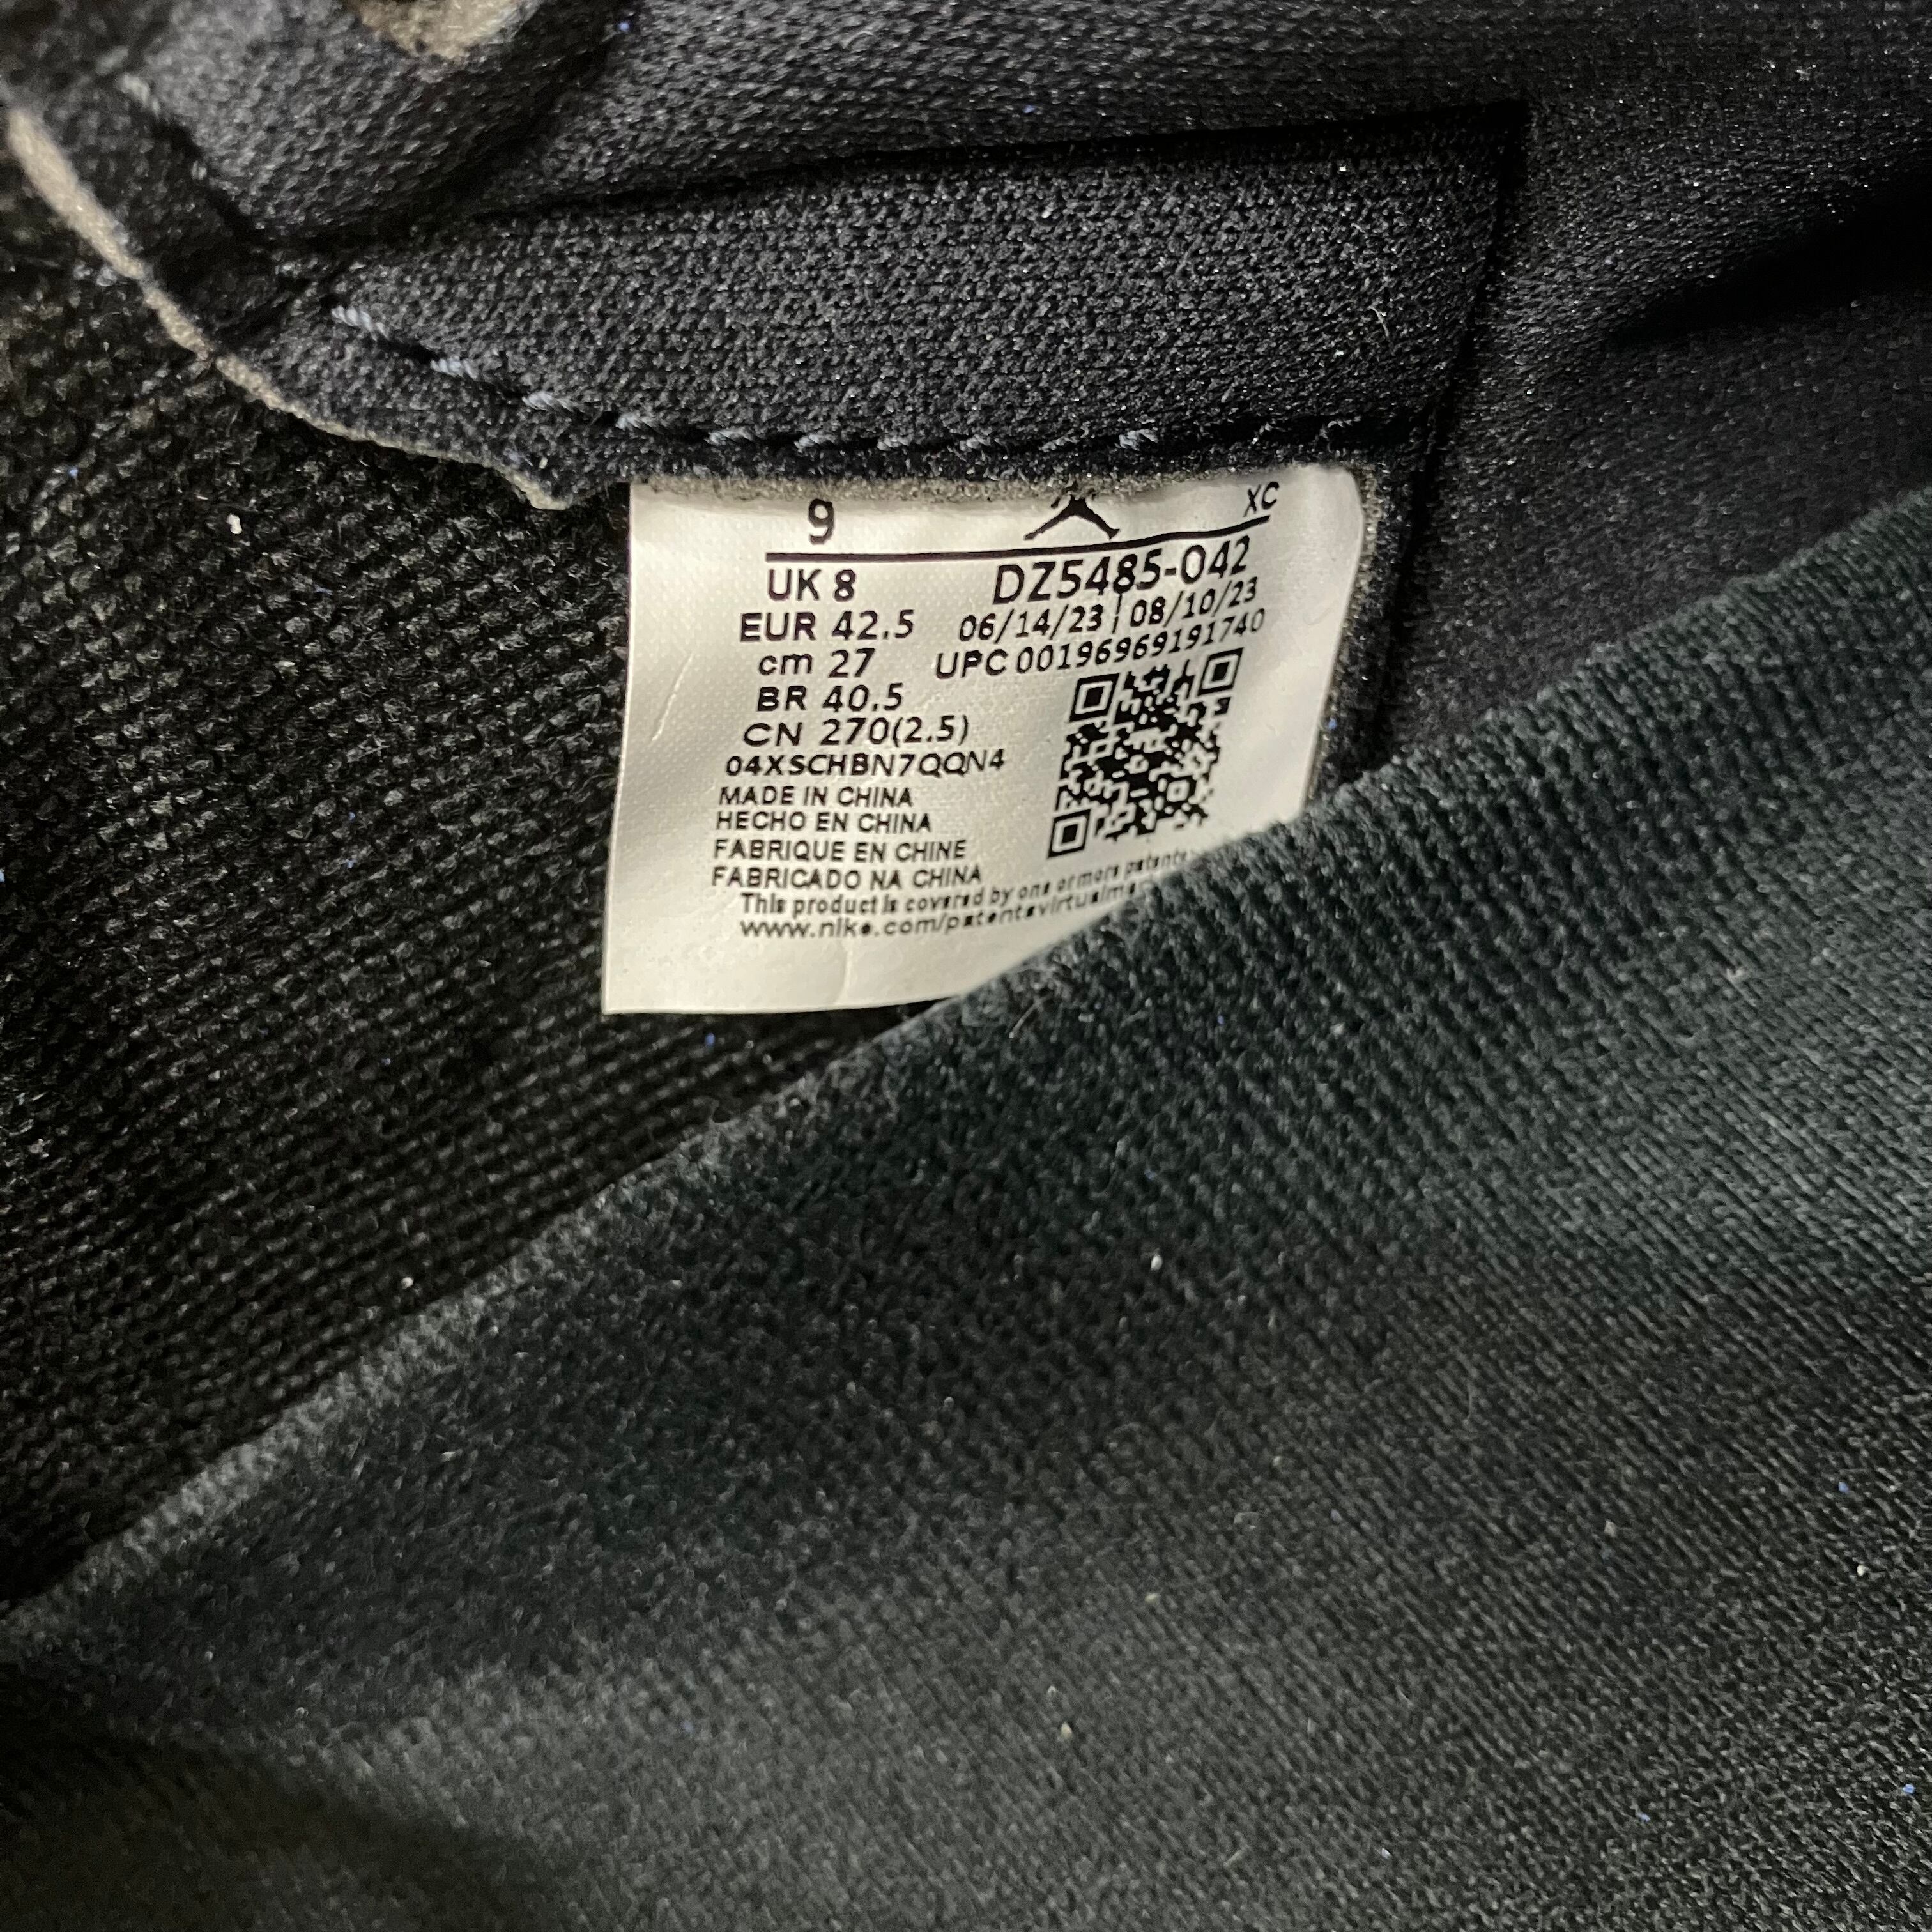 9 XC
UK 8 DZ5485-042
EUR 42.5 06/14/23 08/10/23
cm 27 UPC 00196969191740
BR 40.5
CN 270(2.5)
04XSCHBN7QQN4
MADE IN CHINA
HECHO EN CHINA
FABRIQUE EN CHINE
FABRICADO NA CHINA
This product is covered by one or more patents
www.nike.com/patentsvirtualmar